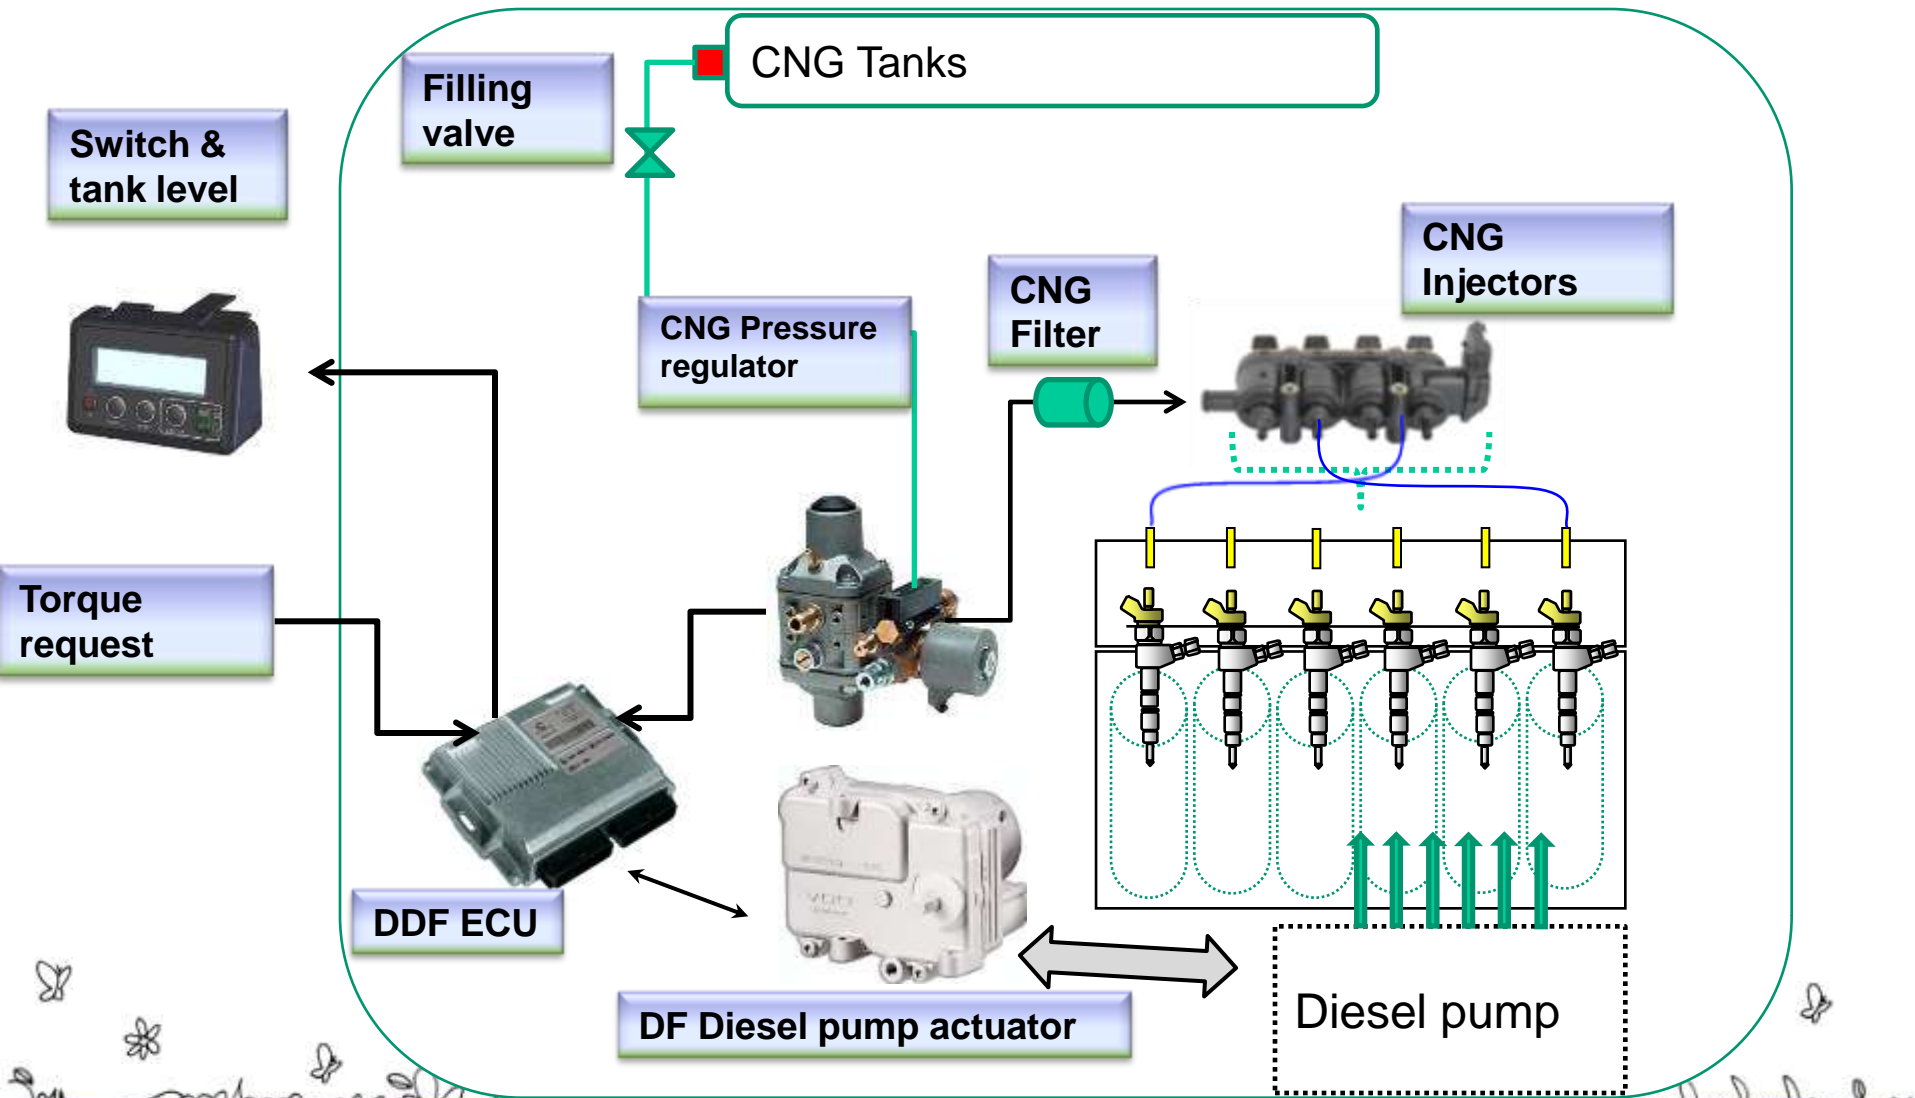 CNG Tanks
Filling
valve
Switch &
tank level
CNG
Injectors
CNG
Filter
CNG Pressure
regulator
Torque
request
VDO
DDF ECU
DF Diesel pump actuator
Diesel pump